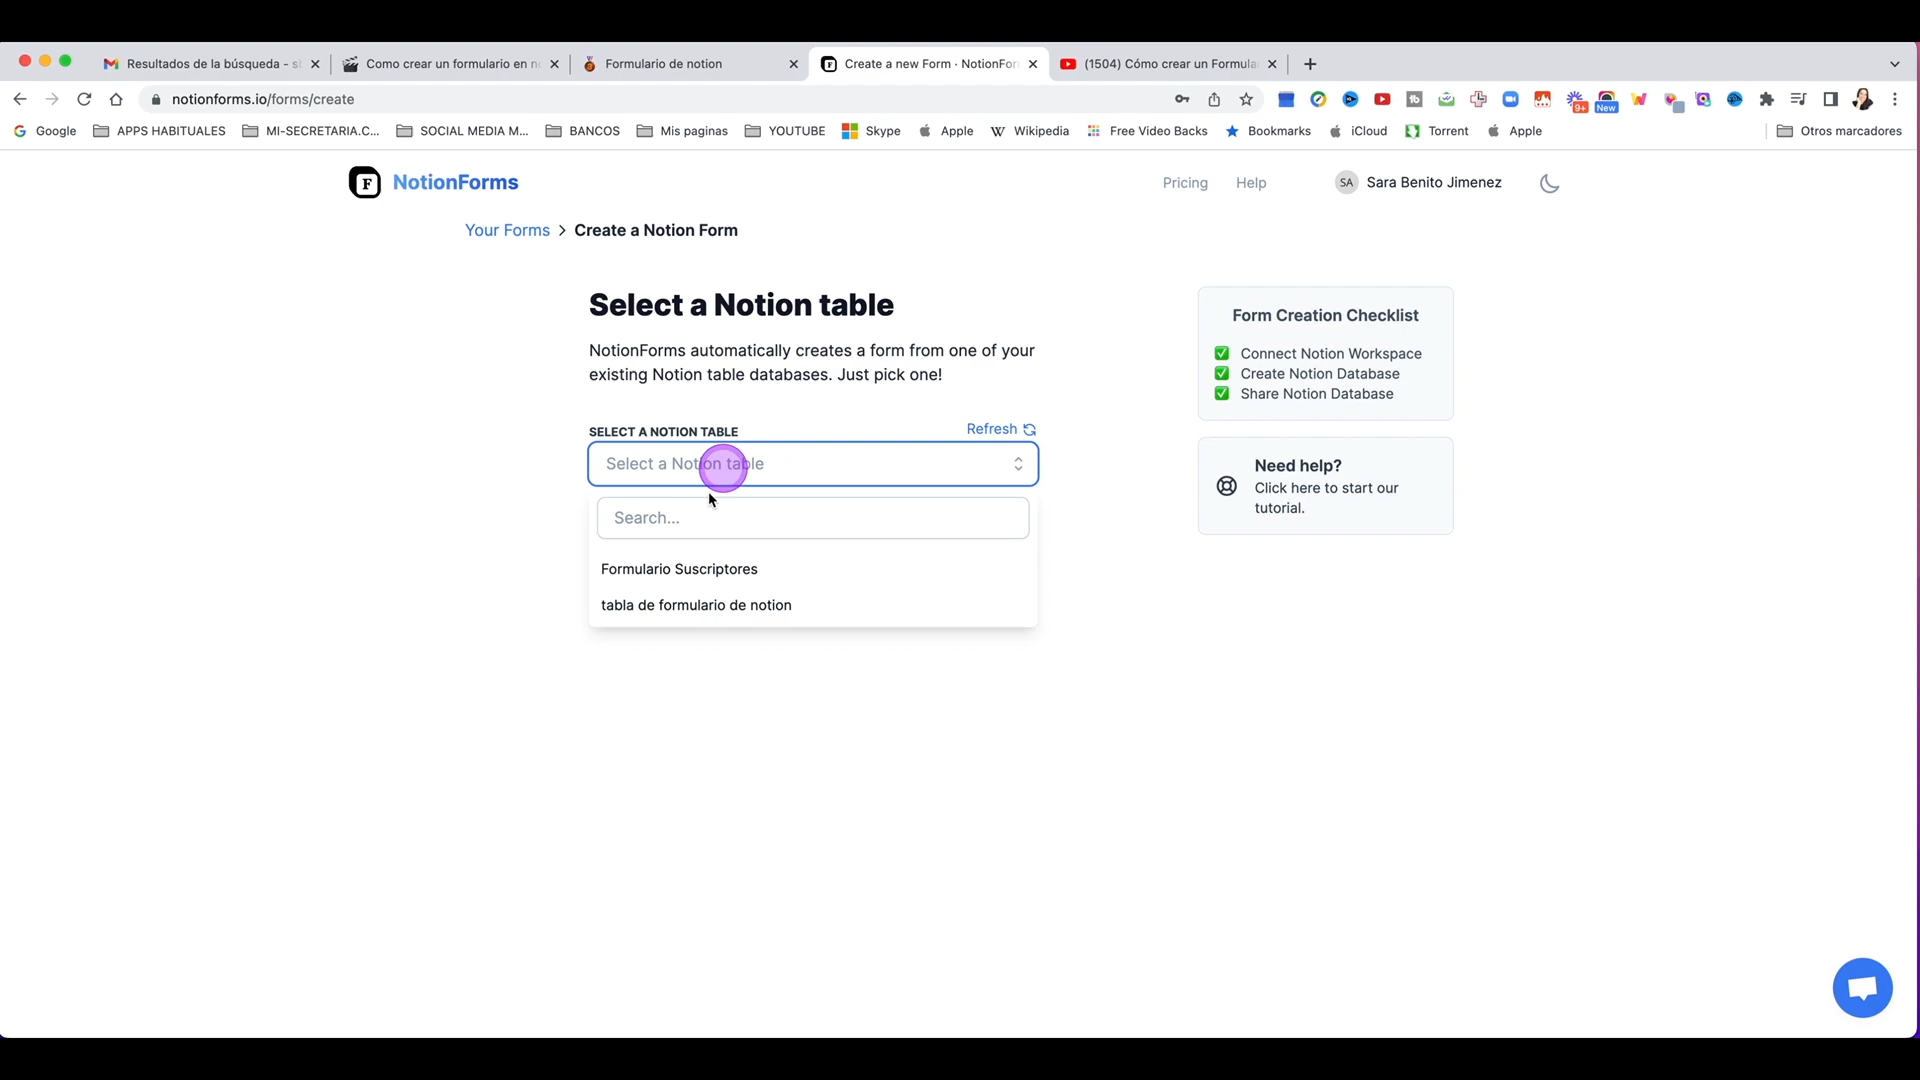 Resultados de la búsqueda - s
Como crear un formulario en n
Formulario de notion
Create a new Form · NotionFor
(1504) Cómo crear un Formula
notionforms.io/forms/create
9+
New
Google
APPS HABITUALES
MI-SECRETARIA.C...
SOCIAL MEDIA M...
BANCOS
Mis paginas
YOUTUBE
Skype
Apple
Wikipedia
Free Video Backs
Bookmarks
iCloud
Torrent
Apple
Otros marcadores
NotionForms
Pricing
Help
SA
Sara Benito Jimenez
Your Forms > Create a Notion Form
Select a Notion table
NotionForms automatically creates a form from one of your
existing Notion table databases. Just pick one!
SELECT A NOTION TABLE
Refresh
Select a Notion table
Search...
Formulario Suscriptores
tabla de formulario de notion
Form Creation Checklist
Connect Notion Workspace
Create Notion Database
Share Notion Database
Need help?
Click here to start our
tutorial.